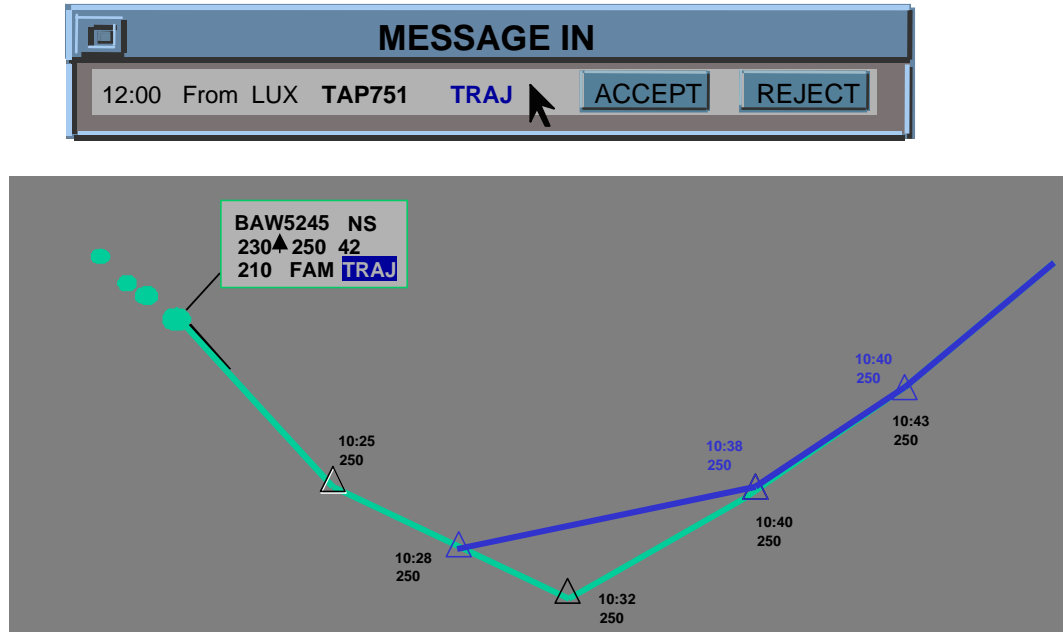 MESSAGE IN
12:00 From LUX TAP751 TRAJ ACCEPT REJECT
BAW5245 NS
230 250 42
210 FAM TRAJ
10:40
250
10:43
250
10:25
250
10:38
250
10:40
250
10:28
250
10:32
250